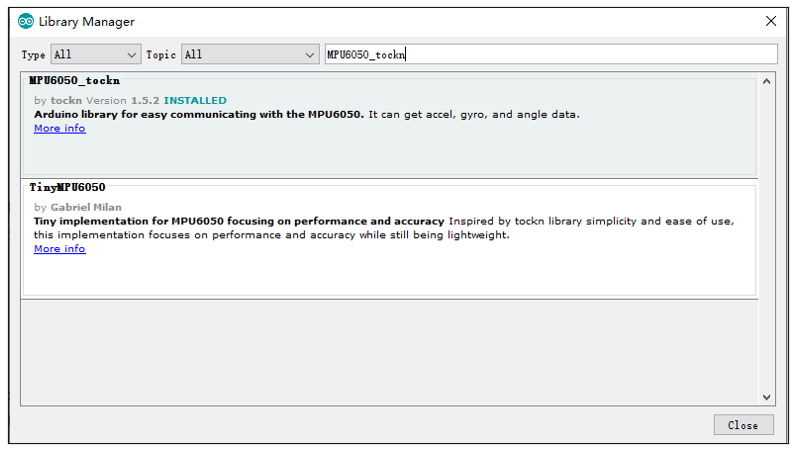 Library Manager
Type All Topic All MPU6050_tockn
MPU6050_tockn
by tockn Version 1.5.2 INSTALLED
Arduino library for easy communicating with the MPU6050. It can get accel, gyro, and angle data.
More info
TinyMPU6050
by Gabriel Milan
Tiny implementation for MPU6050 focusing on performance and accuracy Inspired by tockn library simplicity and ease of use,
this implementation focuses on performance and accuracy while still being lightweight.
More info
Close